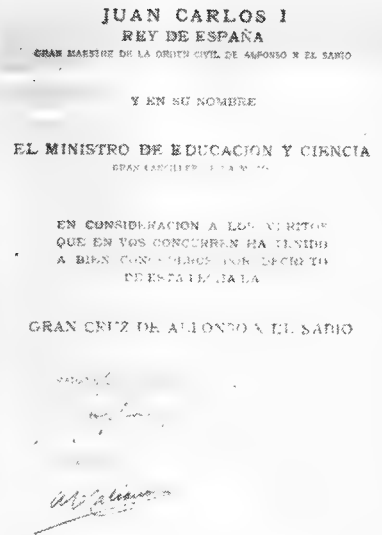 JUAN CARLOS I
REY DE ESPAÑA
GRAN MAESTRE DE LA ORDEN CIVIL DE ALFONSO X EL SABIO
Y EN SU NOMBRE
EL MINISTRO DE EDUCACION Y CIENCIA
GRAN CANCILLER
EN CONSIDERACION A LOS MERITOS
QUE EN VOS CONCURREN HA TENIDO
A BIEN CONCEDEROS POR DECRETO
DE ESTA FECHA LA
GRAN CRUZ DE ALFONSO X EL SABIO